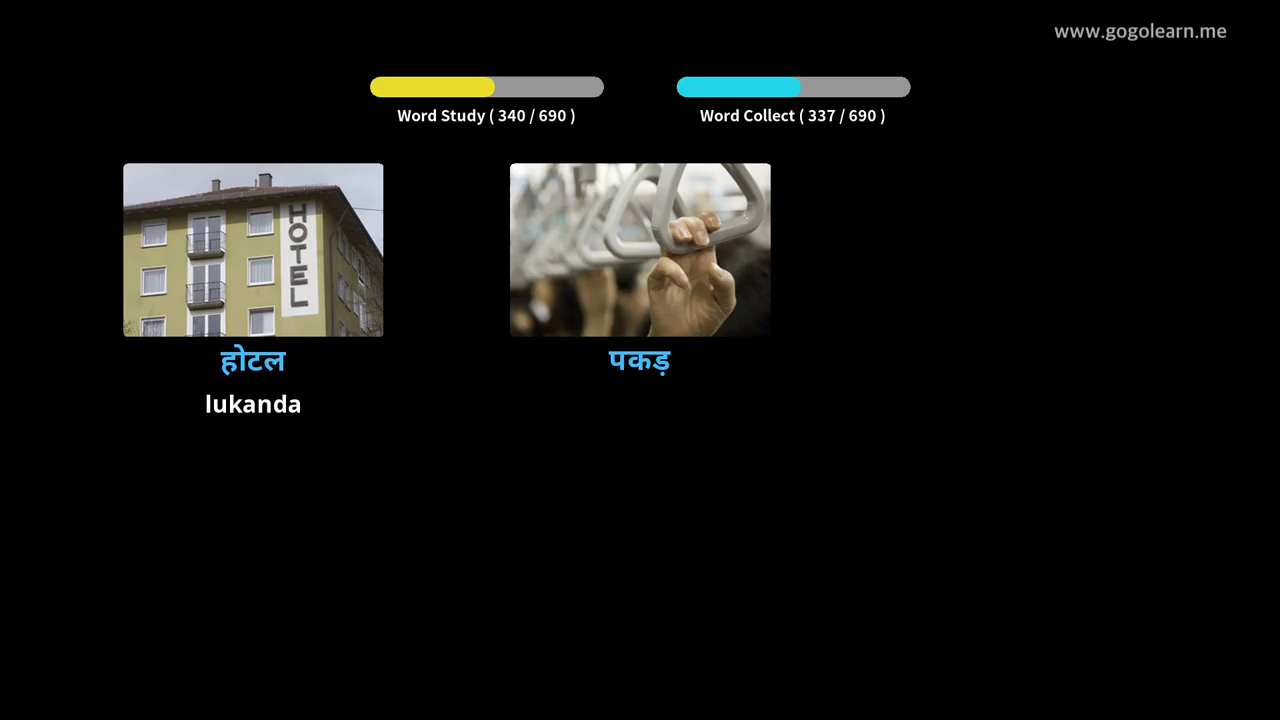 www.gogolearn.me
Word Study ( 340 / 690 )
Word Collect ( 337 / 690 )
HOTEL
होटल
पकड़
lukanda